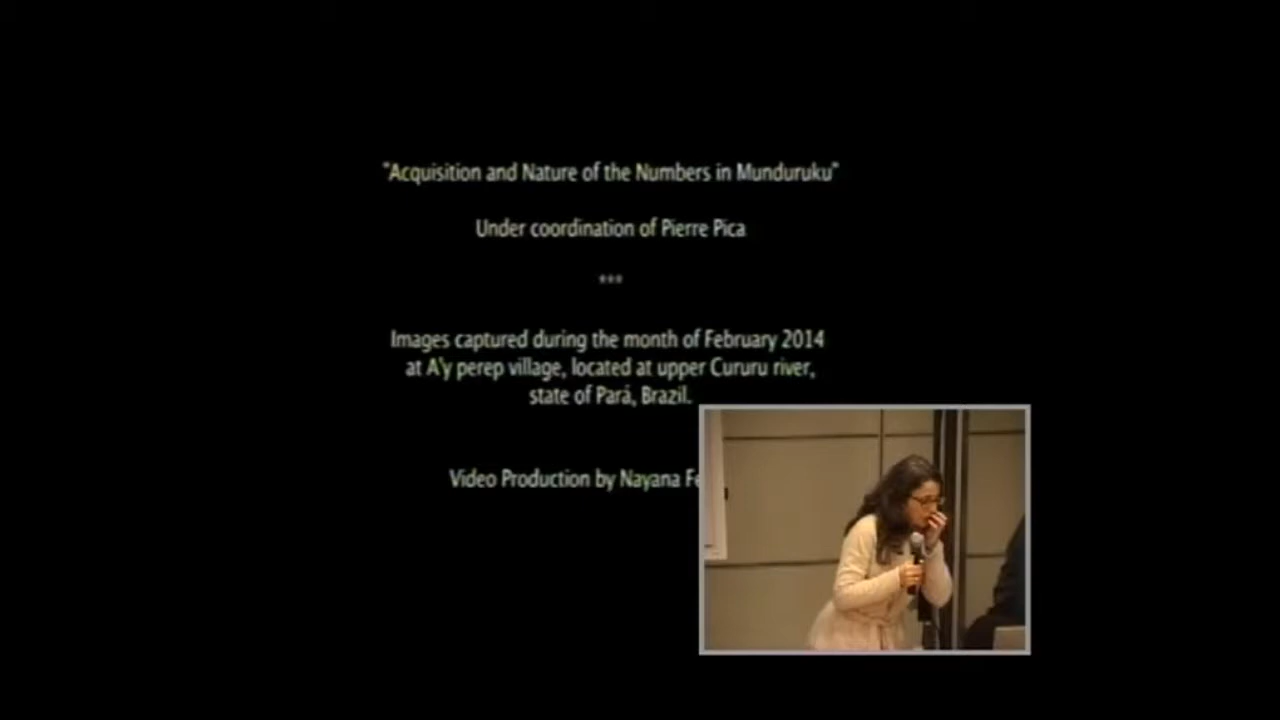 "Acquisition and Nature of the Numbers in Munduruku"
Under coordination of Pierre Pica
***
Images captured during the month of February 2014
at A'y perep village, located at upper Cururu river,
state of Pará, Brazil.
Video Production by Nayana